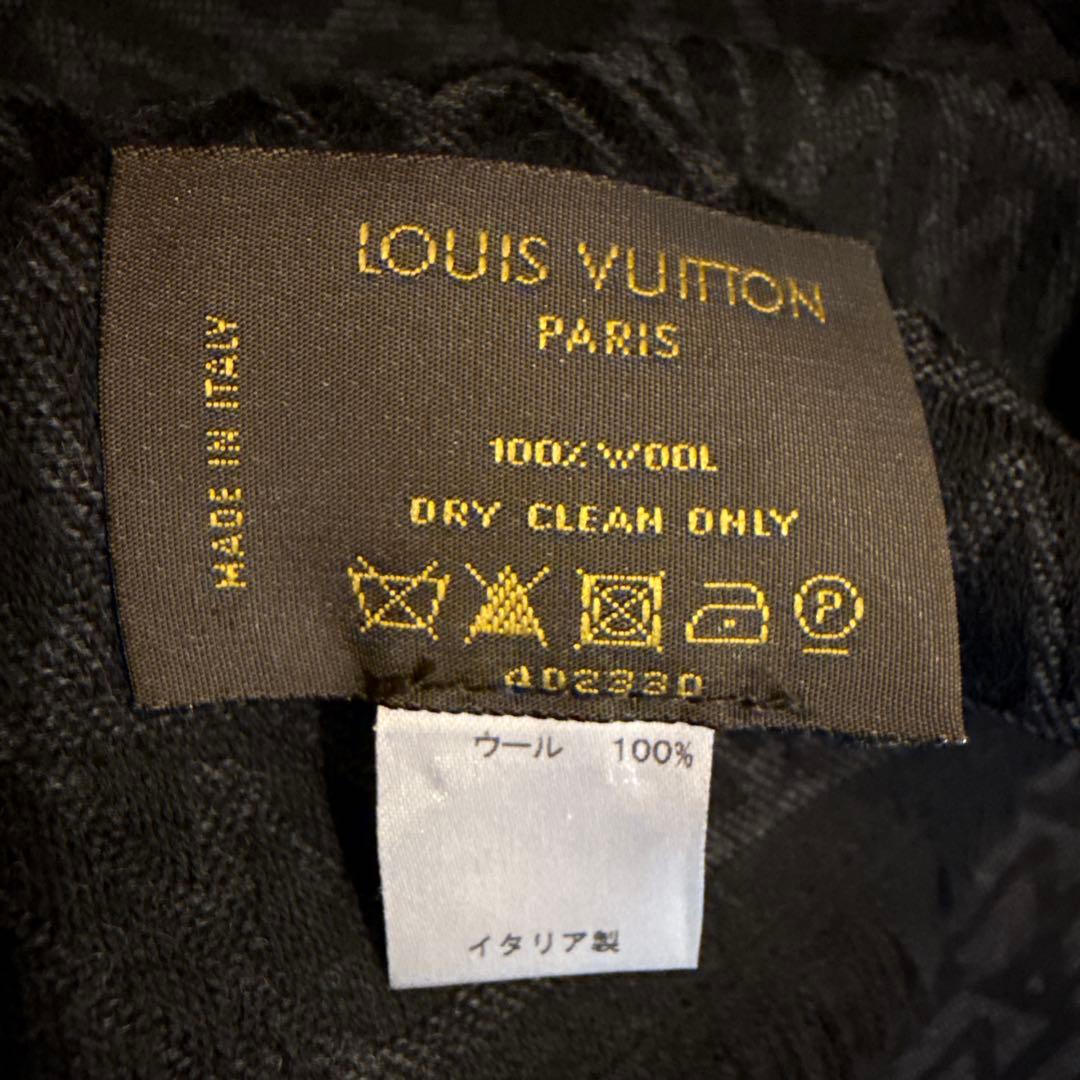 LOUIS VUITTON
PARIS
MADE IN ITALY
100% WOOL
DRY CLEAN ONLY
P
402330
ウール 100%
イタリア製